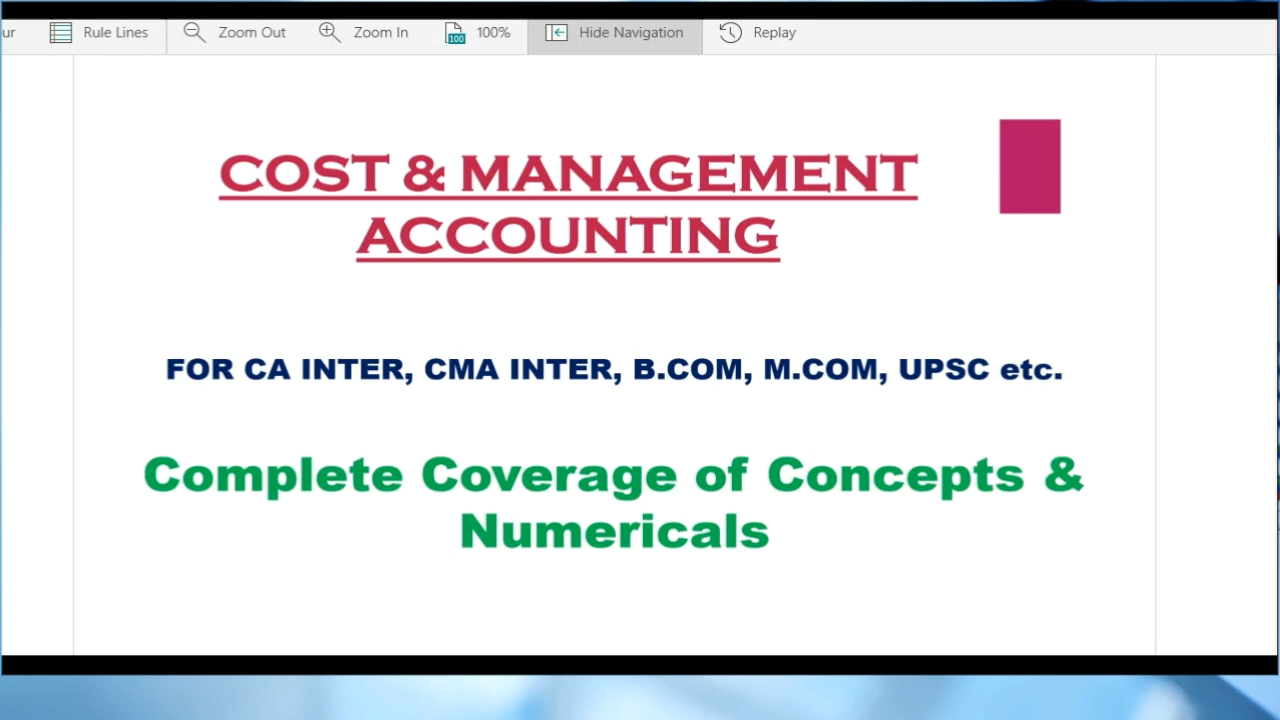 ur Rule Lines Zoom Out Zoom In 100 100% Hide Navigation Replay
COST & MANAGEMENT
ACCOUNTING
FOR CA INTER, CMA INTER, B.COM, M.COM, UPSC etc.
Complete Coverage of Concepts &
Numericals